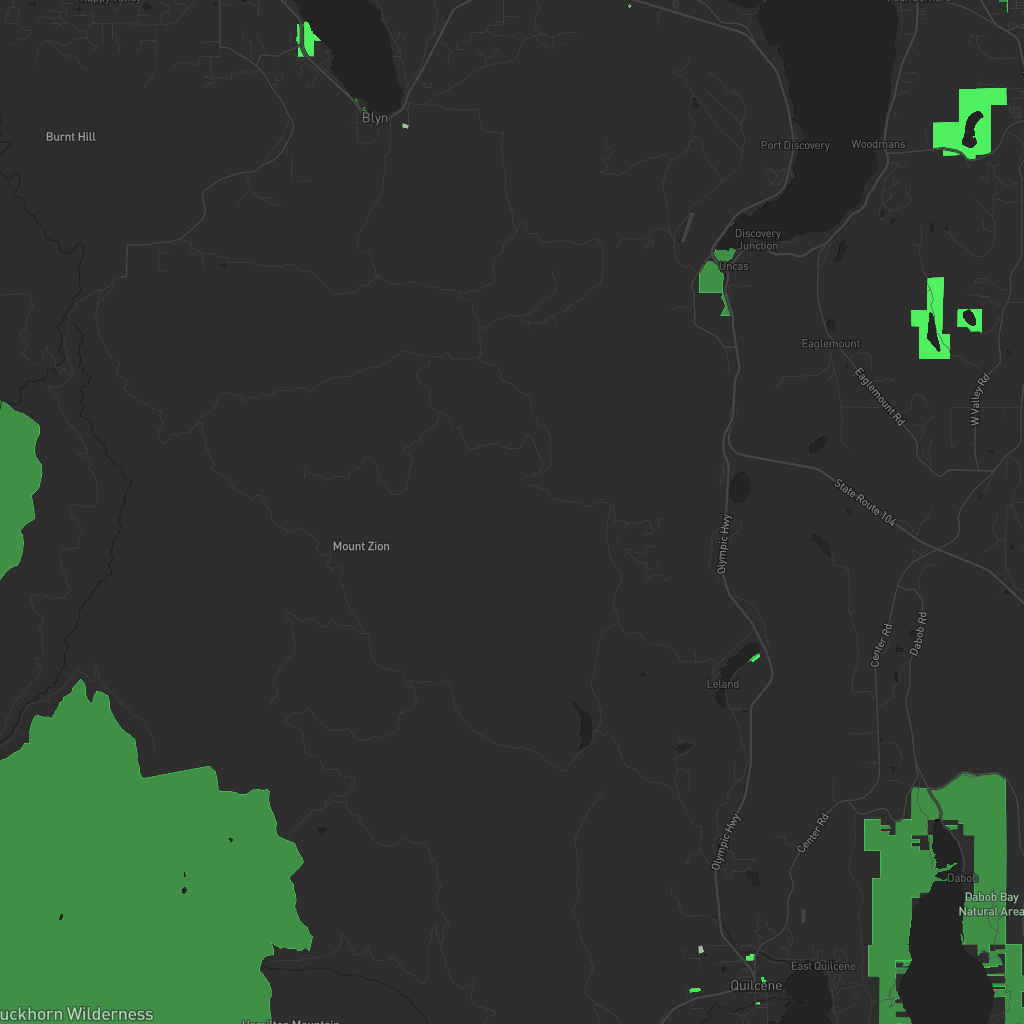 Happy Valley
Four Corners
Blyn
Burnt Hill
Port Discovery
Woodmans
Discovery
Junction
Uncas
Eaglemount
Eaglemount Rd
W Valley Rd
State Route 104
Olympic Hwy
Mount Zion
Center Rd
Dabob Rd
Leland
Olympic Hwy
Center Rd
Dabob
Dabob Bay
Natural Area
East Quilcene
Quilcene
uckhorn Wilderness
Hamilton Mountain